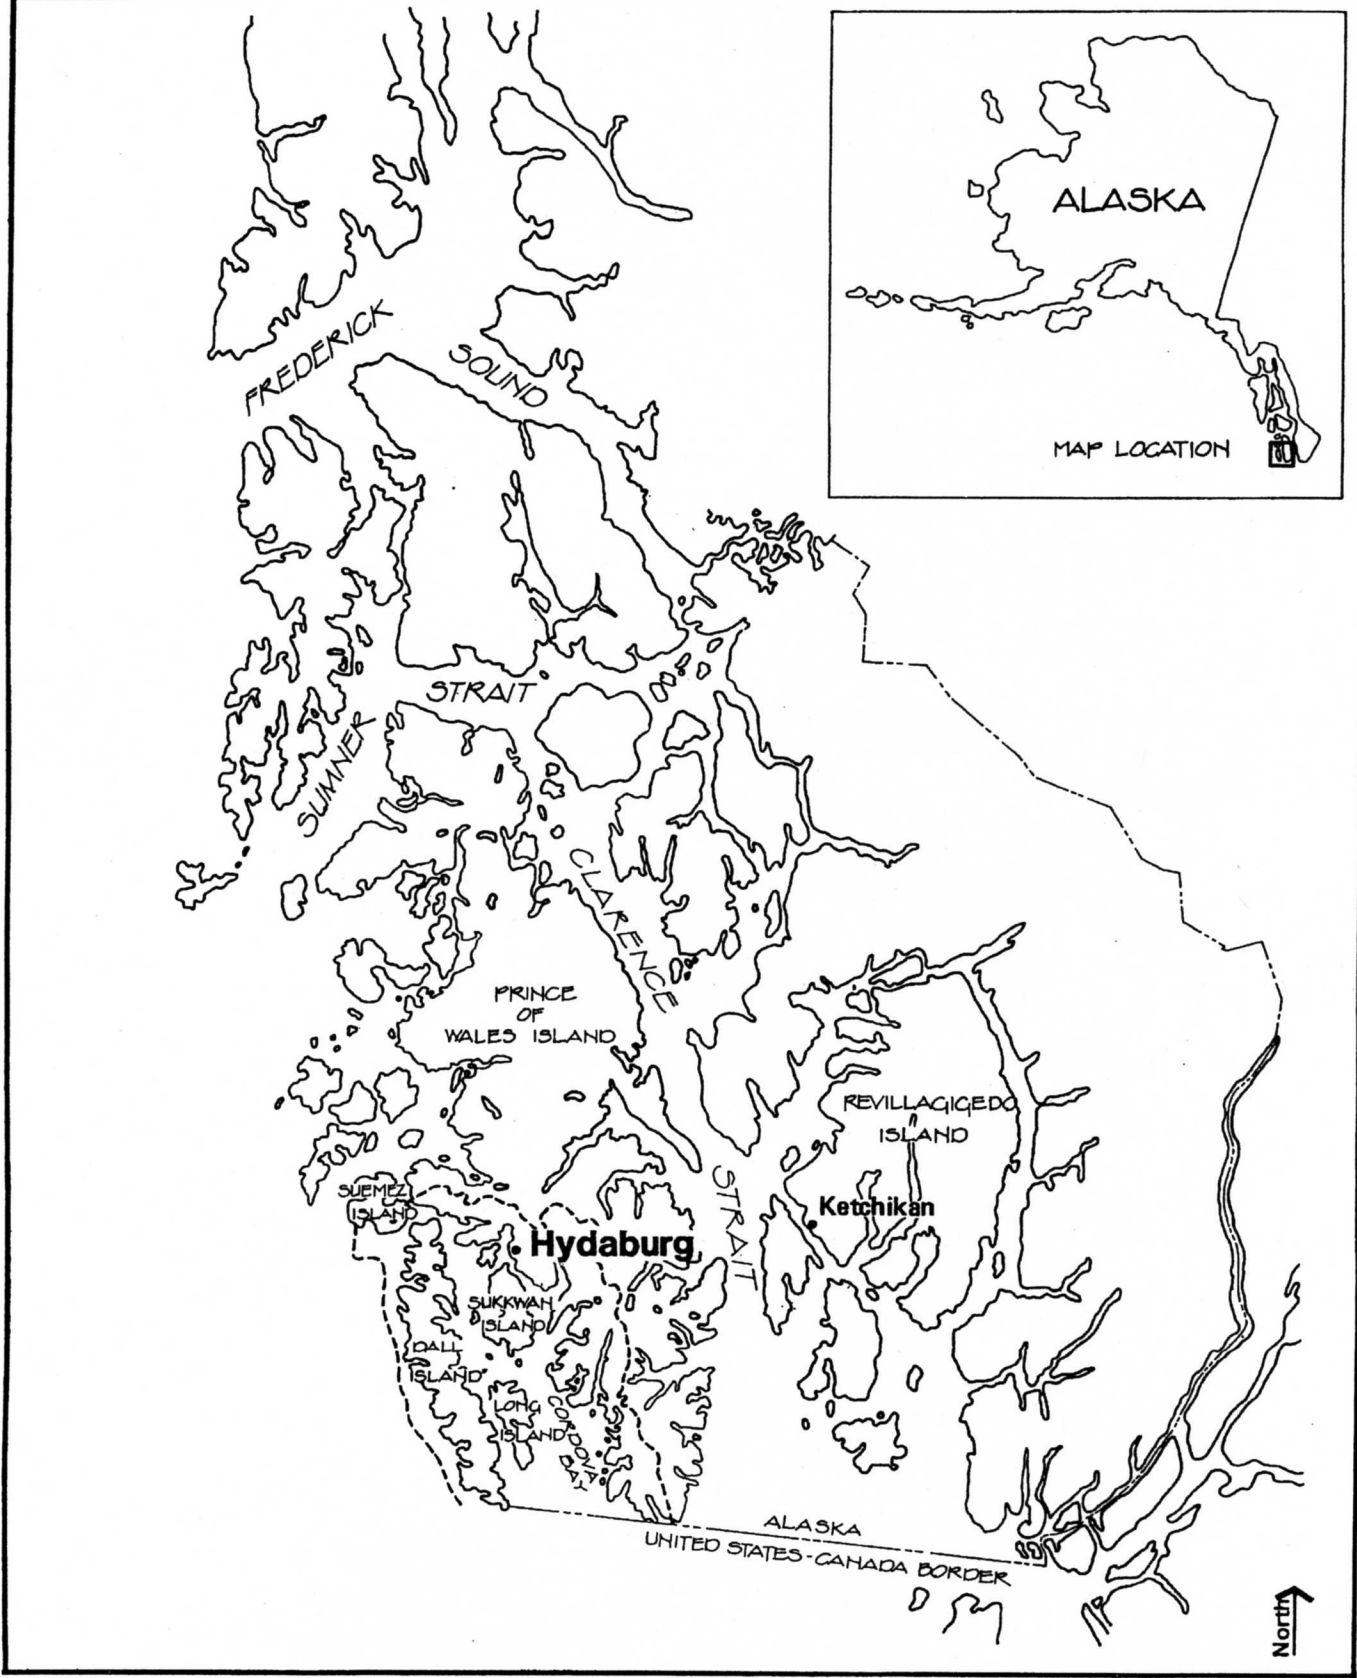 ALASKA
MAP LOCATION
FREDERICK
SOUND
STRAIT
SUMNER
CLARENCE
PRINCE
OF
WALES ISLAND
REVILLAGIGEDO
ISLAND
STRAIT
Ketchikan
SUEMEZ
ISLAND
Hydaburg
SUKKWAN
ISLAND
DALL
ISLAND
LONG
ISLAND
CORDOVA
BAY
ALASKA
UNITED STATES-CANADA BORDER
North